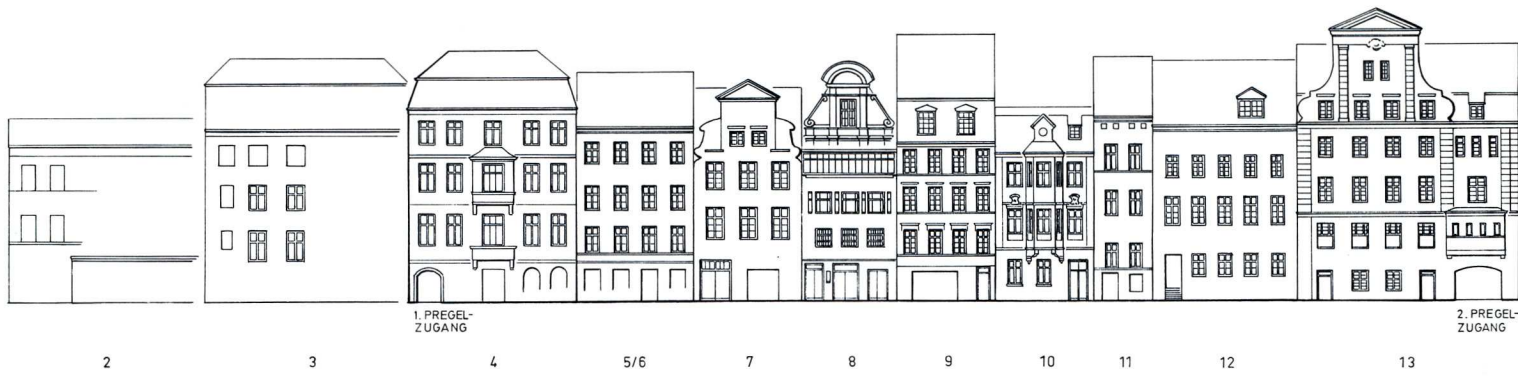 1. PREGEL-
ZUGANG
2. PREGEL-
ZUGANG
2 3 4 5/6 7 8 9 10 11 12 13